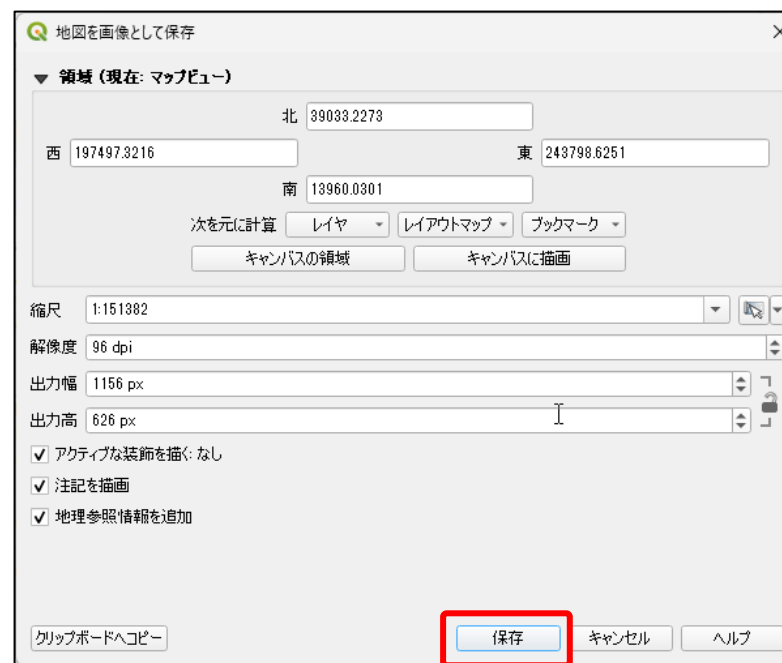 地図を画像として保存
▼ 領域 (現在: マップビュー)
北 39033.2273
西 197497.3216 東 243798.6251
南 13960.0301
次を元に計算 レイヤ レイアウトマップ ブックマーク
キャンバスの領域 キャンバスに描画
縮尺 1:151382
解像度 96 dpi
出力幅 1156 px
出力高 626 px
アクティブな装飾を描く: なし
注記を描画
地理参照情報を追加
クリップボードへコピー 保存 キャンセル ヘルプ